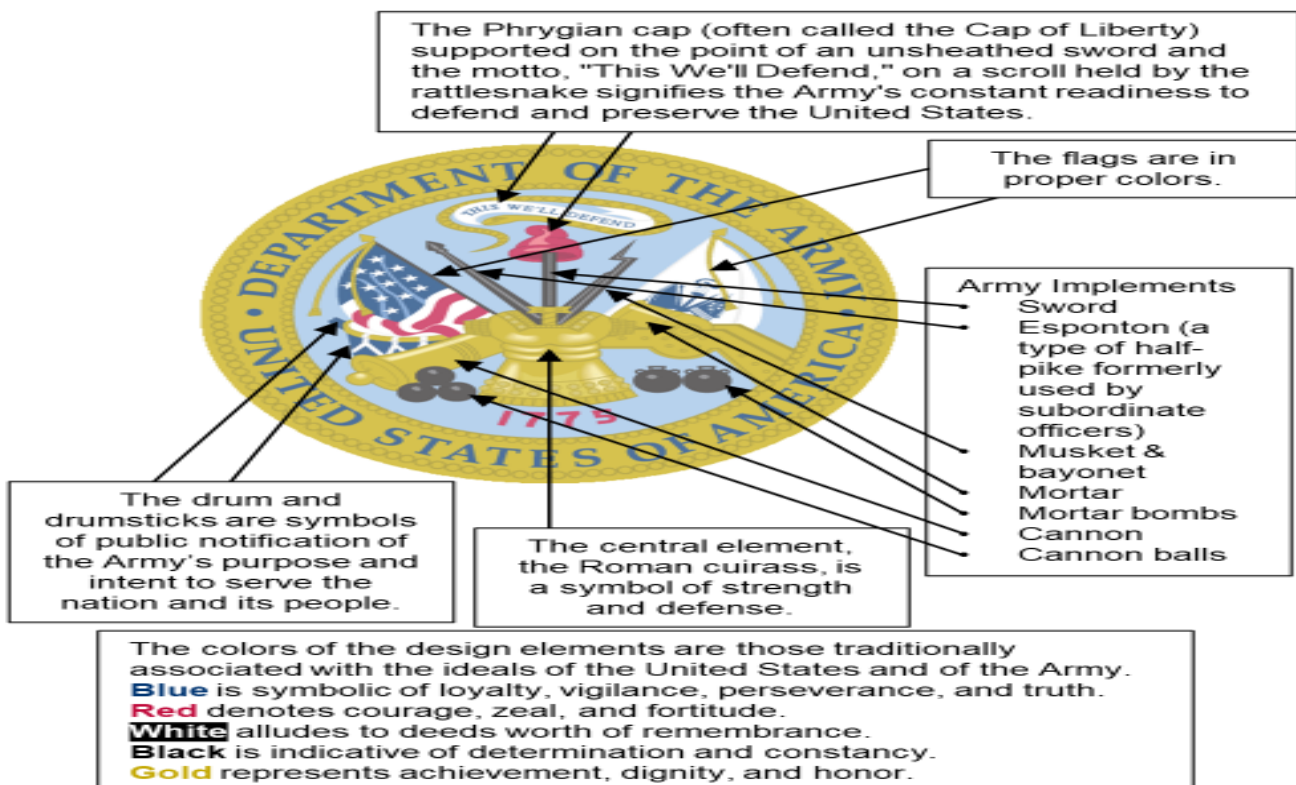 The Phrygian cap (often called the Cap of Liberty)
supported on the point of an unsheathed sword and
the motto, "This We'll Defend," on a scroll held by the
rattlesnake signifies the Army's constant readiness to
defend and preserve the United States.
The flags are in
proper colors.
DEPARTMENT OF THE ARMY
THIS WE'LL DEFEND
1775
UNITED STATES OF AMERICA
Army Implements
Sword
Esponton (a
type of half-
pike formerly
used by
subordinate
officers)
Musket &
bayonet
Mortar
Mortar bombs
Cannon
Cannon balls
The drum and
drumsticks are symbols
of public notification of
the Army's purpose and
intent to serve the
nation and its people.
The central element,
the Roman cuirass, is
a symbol of strength
and defense.
The colors of the design elements are those traditionally
associated with the ideals of the United States and of the Army.
Blue is symbolic of loyalty, vigilance, perseverance, and truth.
Red denotes courage, zeal, and fortitude.
White alludes to deeds worth of remembrance.
Black is indicative of determination and constancy.
Gold represents achievement, dignity, and honor.